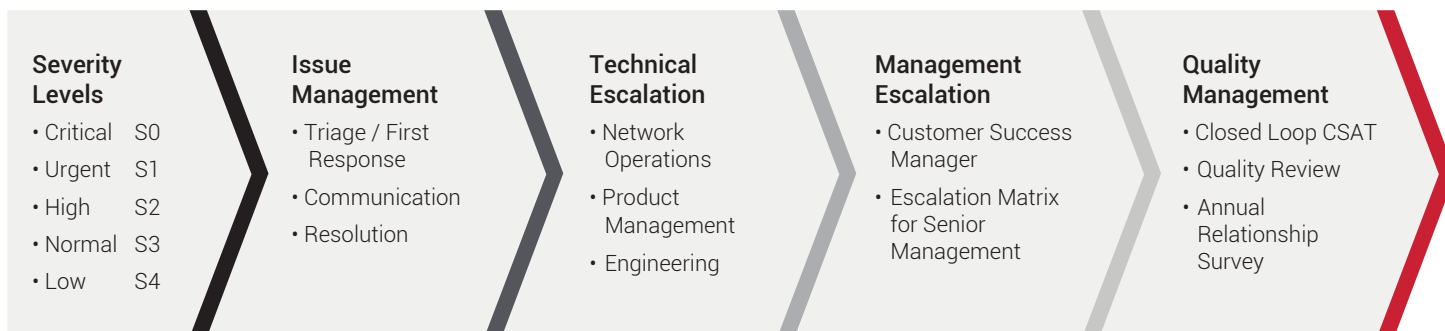 Severity
Levels
• Critical S0
• Urgent S1
• High S2
• Normal S3
• Low S4
Issue
Management
• Triage / First
Response
• Communication
• Resolution
Technical
Escalation
• Network
Operations
• Product
Management
• Engineering
Management
Escalation
• Customer Success
Manager
• Escalation Matrix
for Senior
Management
Quality
Management
• Closed Loop CSAT
• Quality Review
• Annual
Relationship
Survey